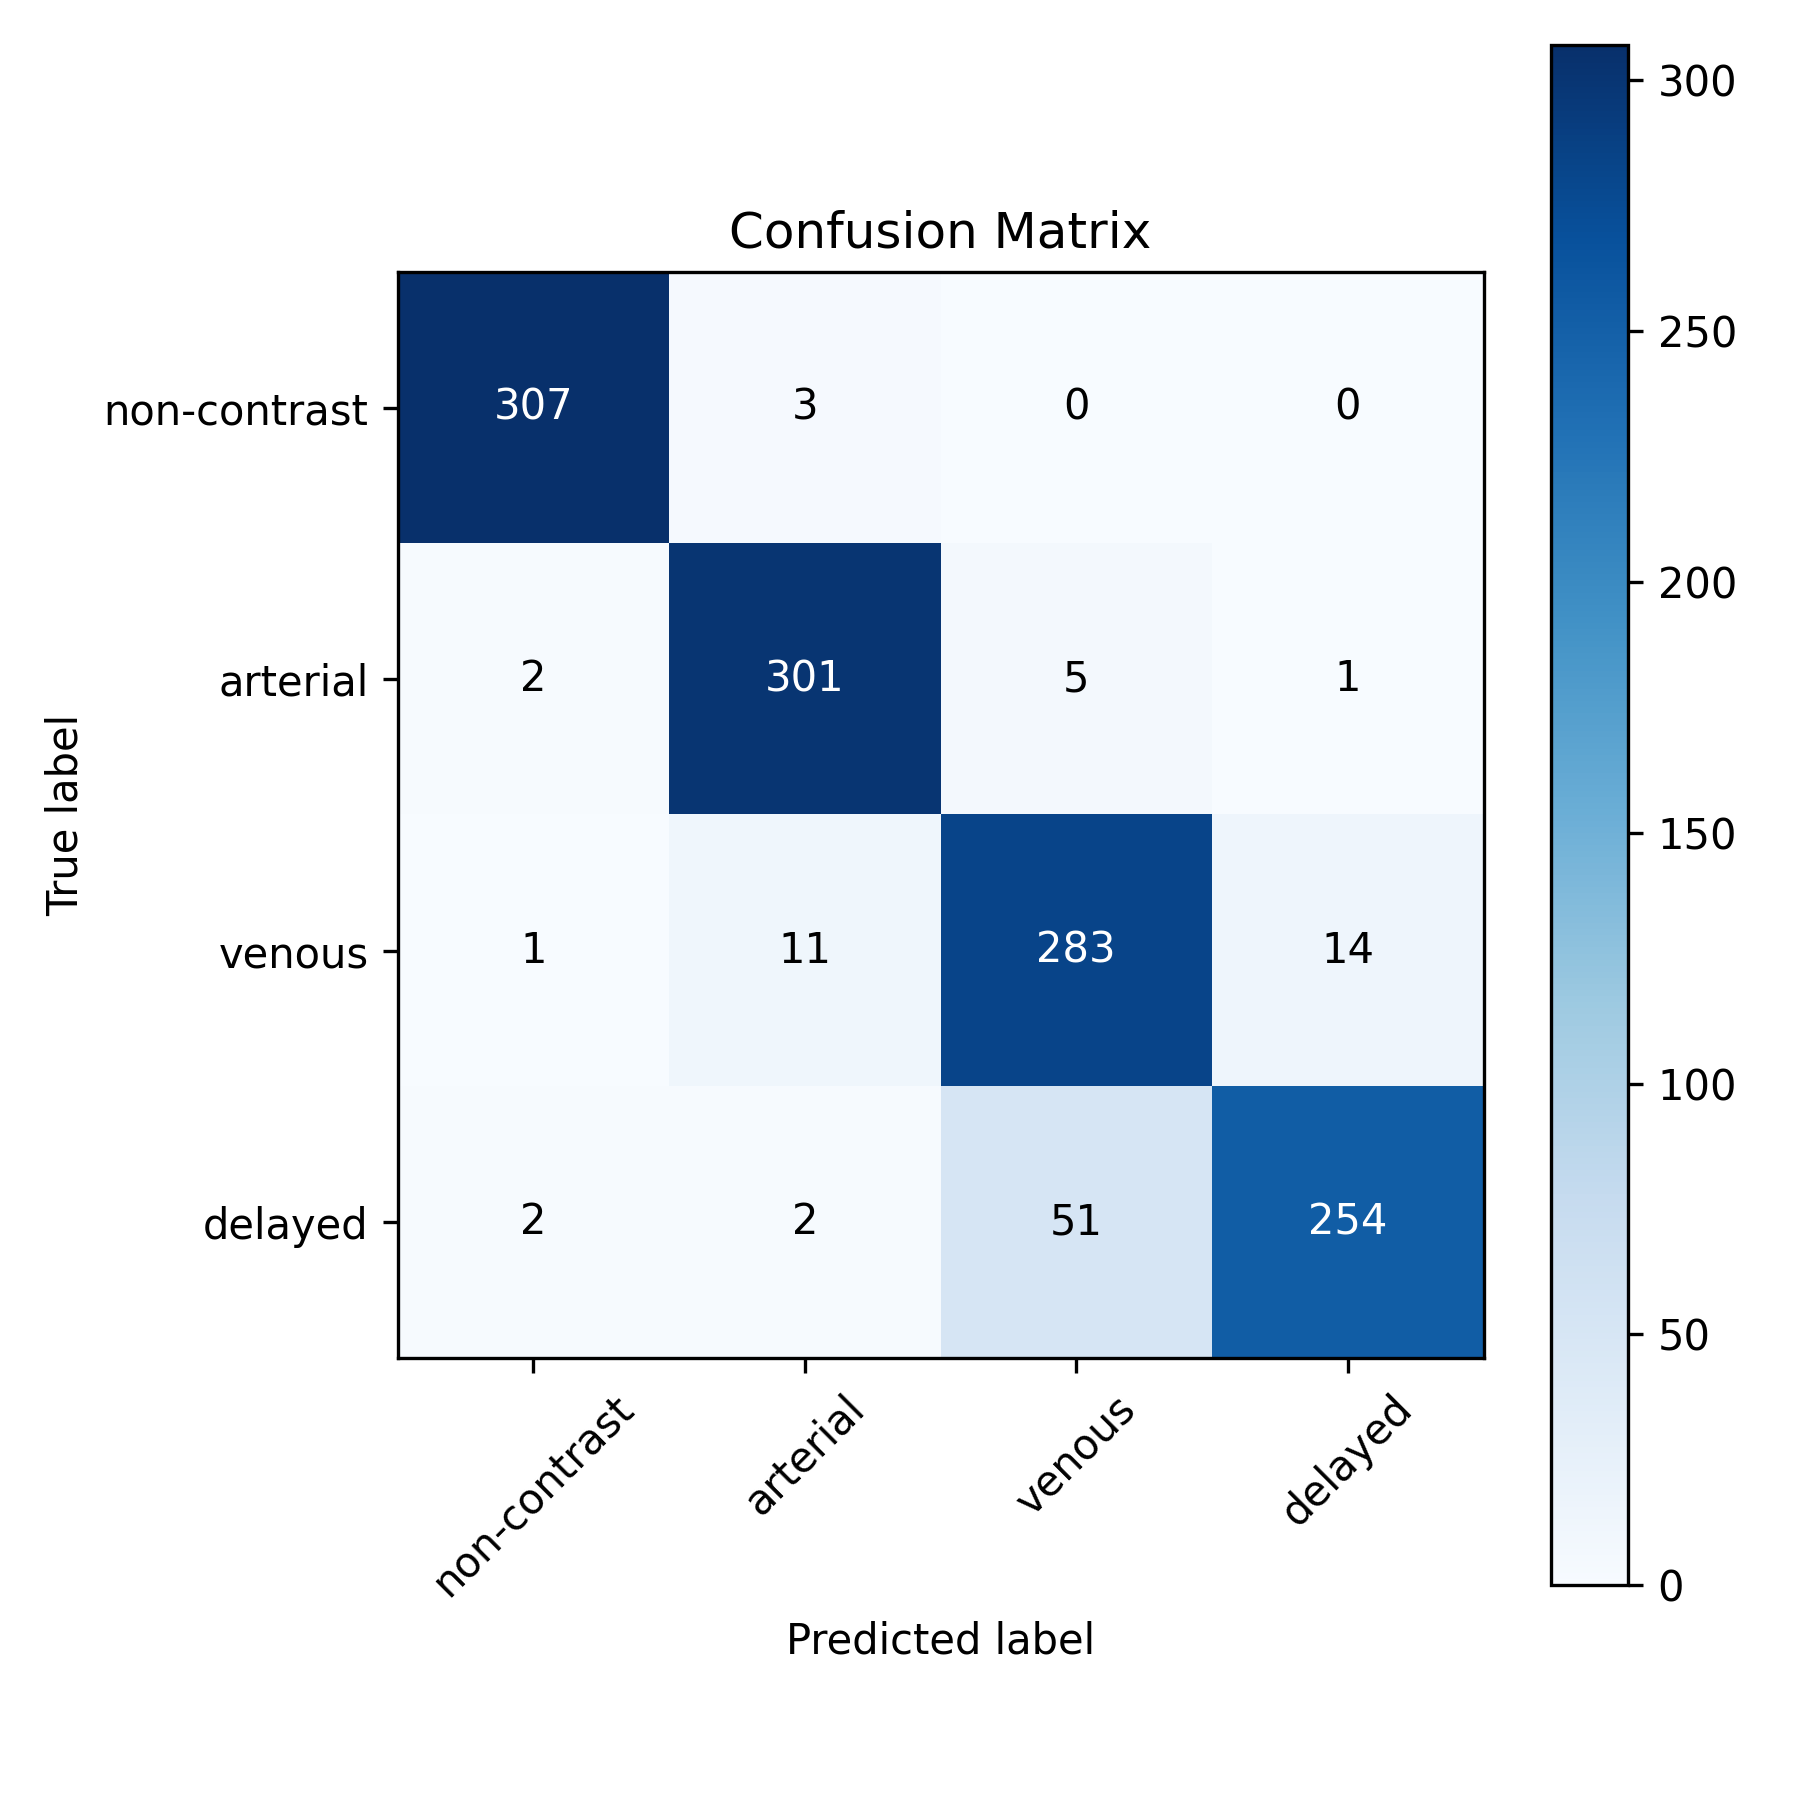 Confusion Matrix
300
250
200
150
100
50
0
True label
non-contrast 307 3 0 0
arterial 2 301 5 1
venous 1 11 283 14
delayed 2 2 51 254
non-contrast arterial venous delayed
Predicted label